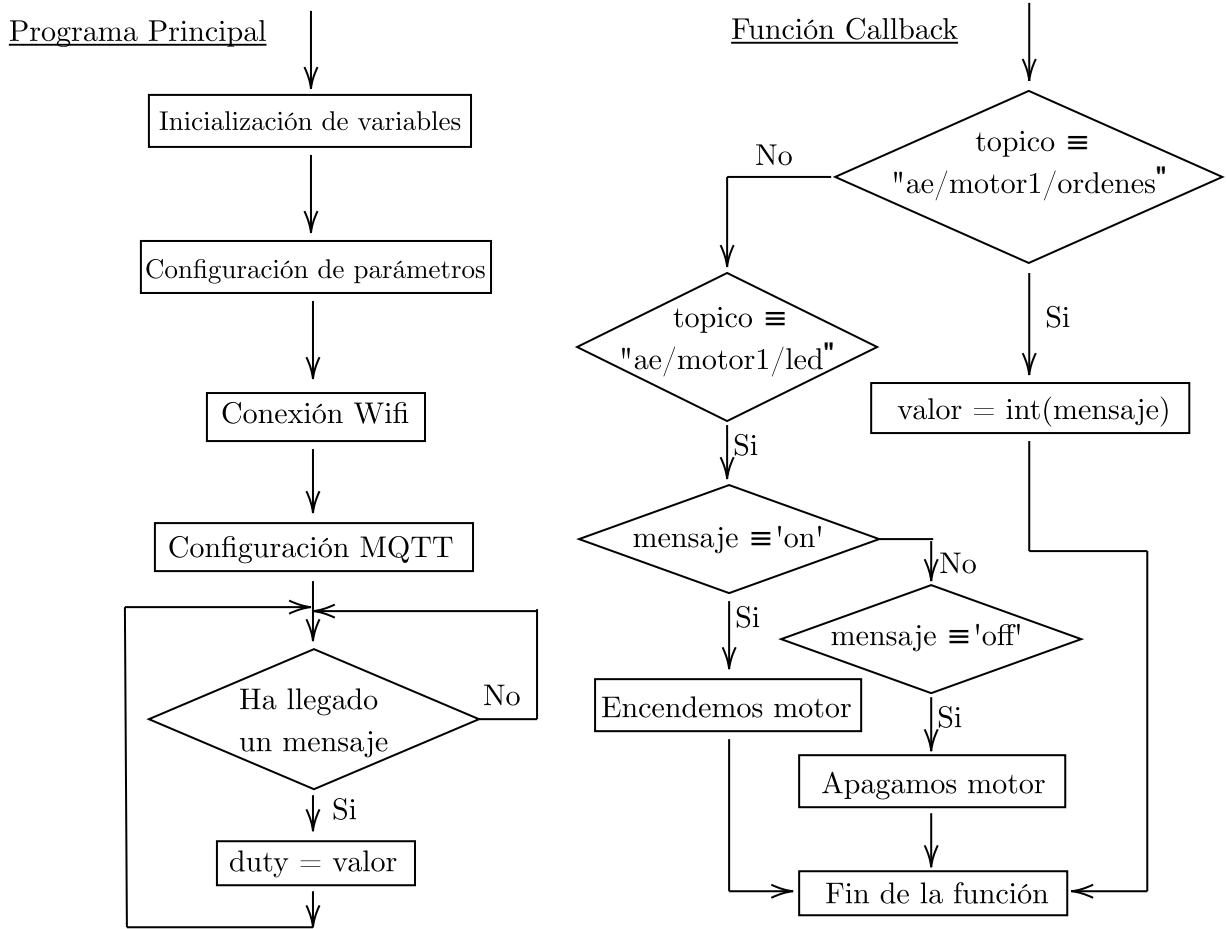 Programa Principal
Inicialización de variables
Configuración de parámetros
Conexión Wifi
Configuración MQTT
Ha llegado
un mensaje
No
Si
duty = valor
Función Callback
topico ≡
"ae/motor1/ordenes"
No
Si
topico ≡
"ae/motor1/led"
valor = int(mensaje)
Si
mensaje ≡'on'
No
Si
mensaje ≡'off'
Encendemos motor
Si
Apagamos motor
Fin de la función